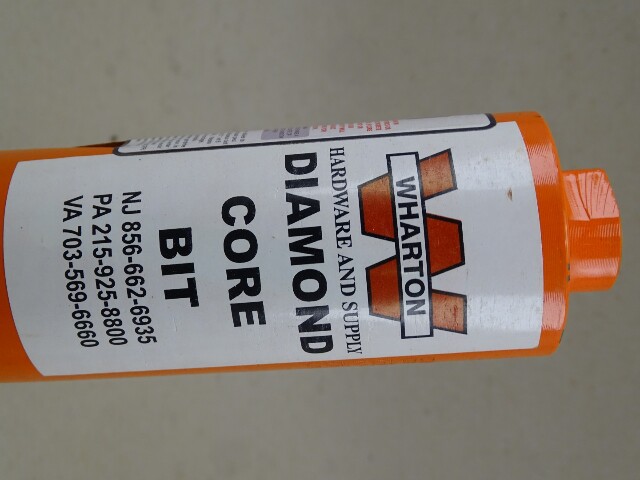 WHARTON
HARDWARE AND SUPPLY
DIAMOND
CORE
BIT
NJ 856-662-6935
PA 215-925-8800
VA 703-569-6660